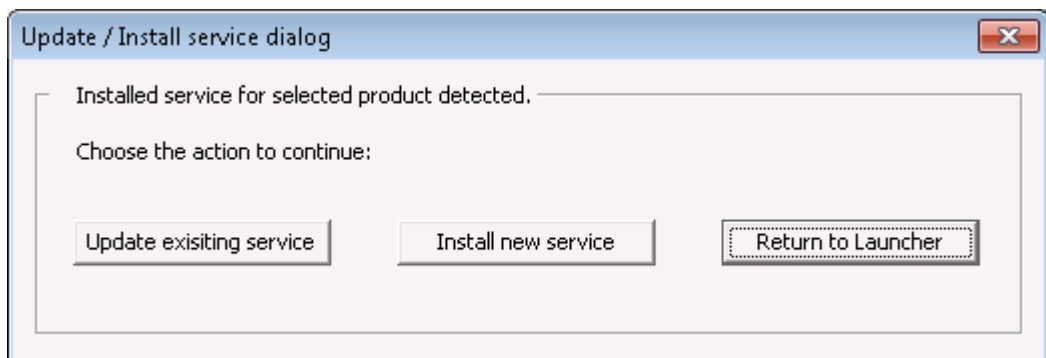 Update / Install service dialog
Installed service for selected product detected.
Choose the action to continue:
Update exisiting service
Install new service
Return to Launcher